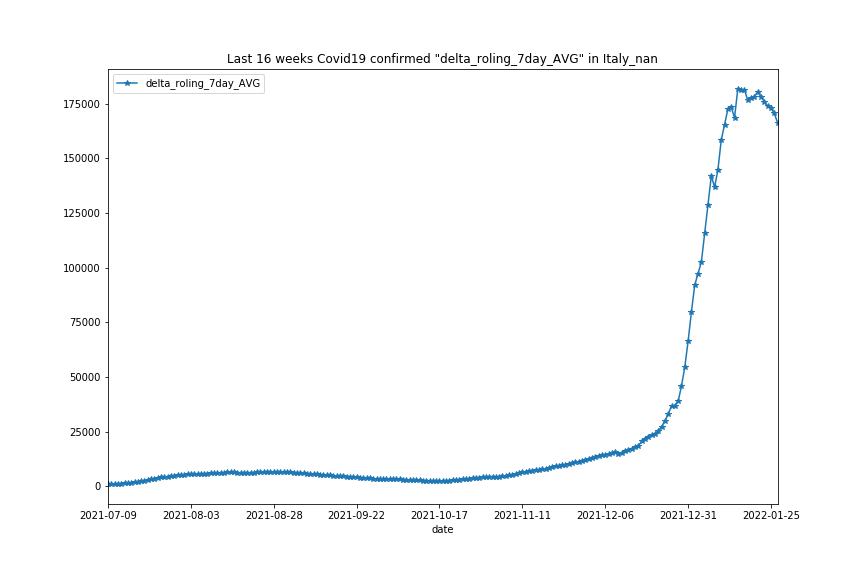 Last 16 weeks Covid19 confirmed "delta_roling_7day_AVG" in Italy_nan
delta_roling_7day_AVG
175000
150000
125000
100000
75000
50000
25000
0
2021-07-09 2021-08-03 2021-08-28 2021-09-22 2021-10-17 2021-11-11 2021-12-06 2021-12-31 2022-01-25
date